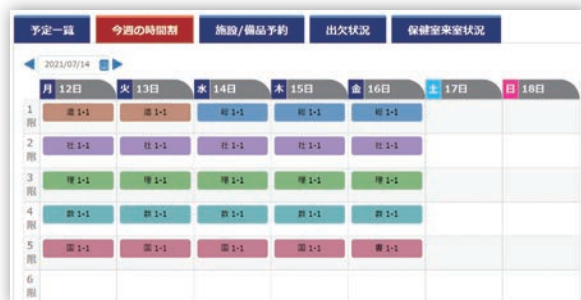 予定一覧 今週の時間割 施設/備品予約 出欠状況 保健室来室状況
2021/07/14
月 12日 火 13日 水 14日 木 15日 金 16日 土 17日 日 18日
1限 道 1-1 道 1-1 総 1-1 総 1-1 総 1-1
2限 社 1-1 社 1-1 社 1-1 社 1-1 社 1-1
3限 理 1-1 理 1-1 理 1-1 理 1-1 理 1-1
4限 数 1-1 数 1-1 数 1-1 数 1-1 数 1-1
5限 国 1-1 国 1-1 国 1-1 国 1-1 書 1-1
6限